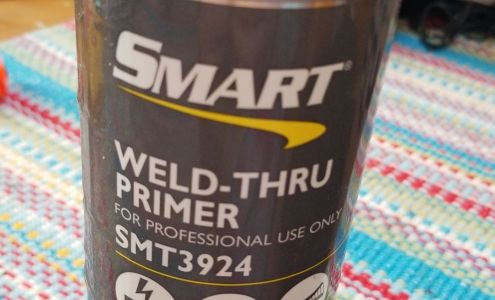 SMART®
WELD-THRU
PRIMER
FOR PROFESSIONAL USE ONLY
SMT3924